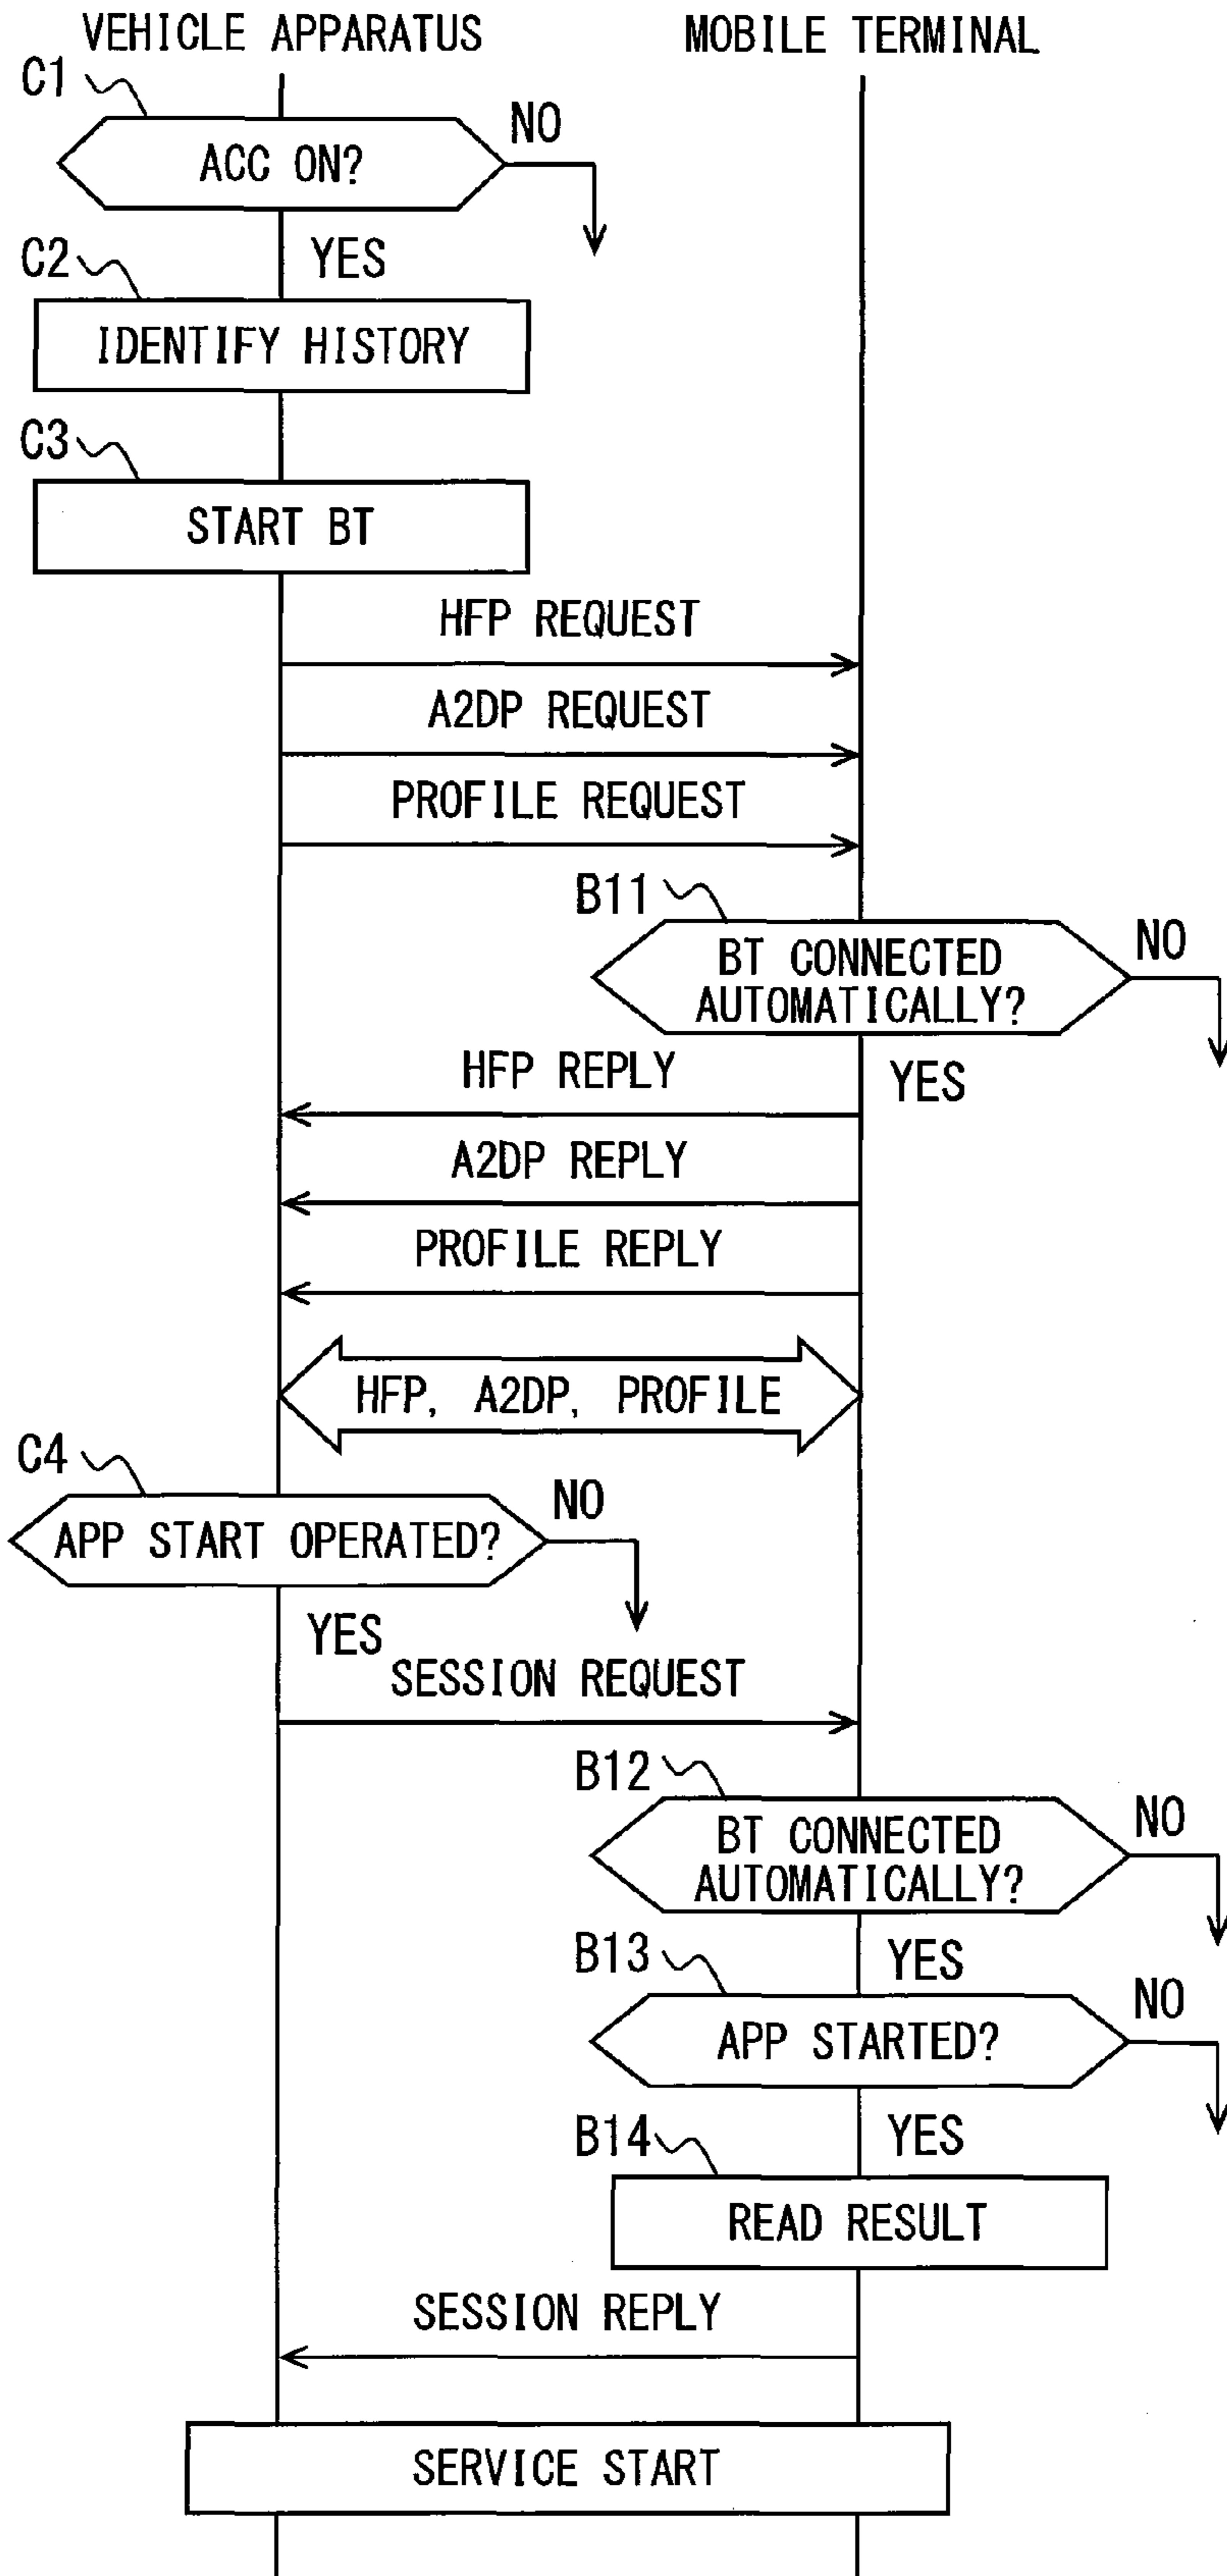 VEHICLE APPARATUS
MOBILE TERMINAL
C1
ACC ON?
NO
YES
C2
IDENTIFY HISTORY
C3
START BT
HFP REQUEST
A2DP REQUEST
PROFILE REQUEST
B11
BT CONNECTED
AUTOMATICALLY?
NO
YES
HFP REPLY
A2DP REPLY
PROFILE REPLY
HFP, A2DP, PROFILE
C4
APP START OPERATED?
NO
YES
SESSION REQUEST
B12
BT CONNECTED
AUTOMATICALLY?
NO
YES
B13
APP STARTED?
NO
YES
B14
READ RESULT
SESSION REPLY
SERVICE START